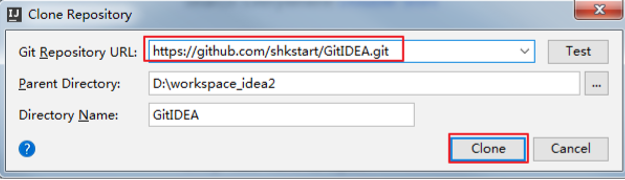 Clone Repository
Git Repository URL: https://github.com/shkstart/GitIDEA.git Test
Parent Directory: D:\workspace_idea2 ...
Directory Name: GitIDEA
? Clone Cancel